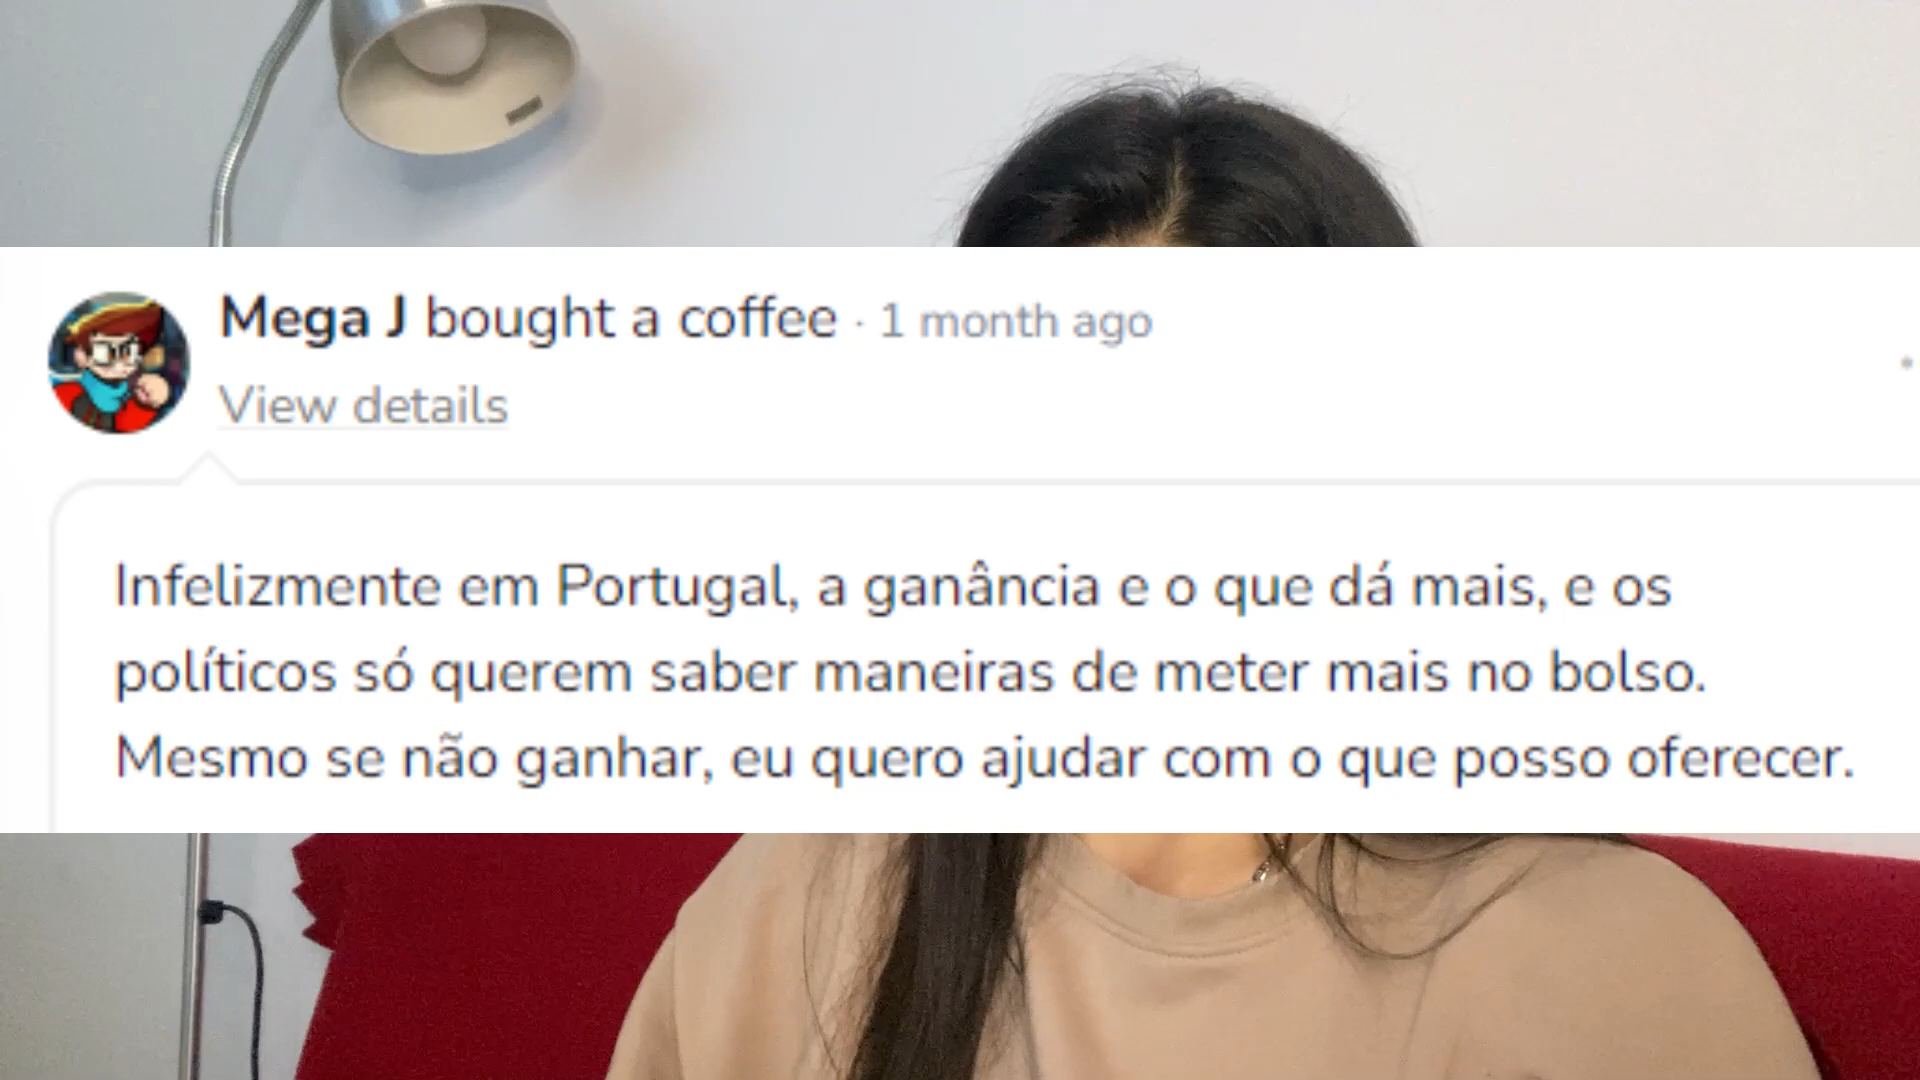 Mega J bought a coffee · 1 month ago
View details
Infelizmente em Portugal, a ganância e o que dá mais, e os
políticos só querem saber maneiras de meter mais no bolso.
Mesmo se não ganhar, eu quero ajudar com o que posso oferecer.